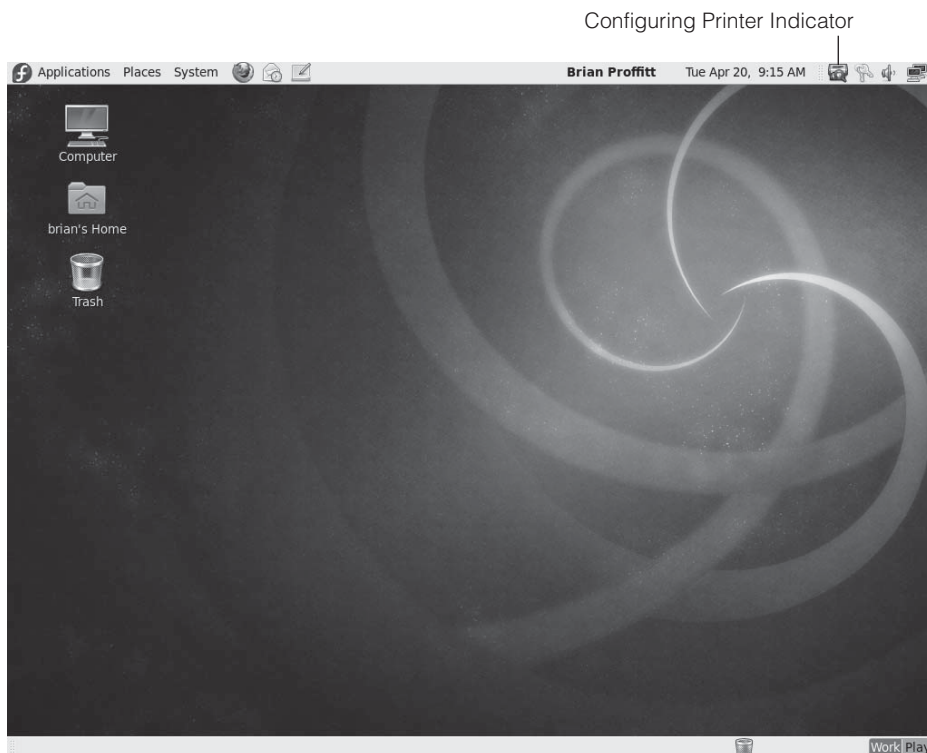 Configuring Printer Indicator
Applications Places System Brian Proffitt Tue Apr 20, 9:15 AM
Computer
brian's Home
Trash
Work Play